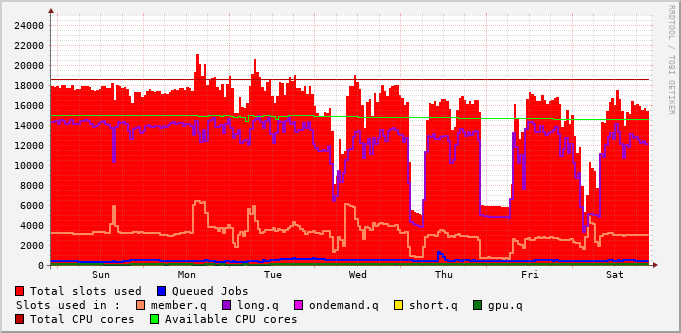 RRDTOOL / TOBI OETIKER
24000
22000
20000
18000
16000
14000
12000
10000
8000
6000
4000
2000
0
Sun Mon Tue Wed Thu Fri Sat
Total slots used Queued Jobs
Slots used in : member.q long.q ondemand.q short.q gpu.q
Total CPU cores Available CPU cores